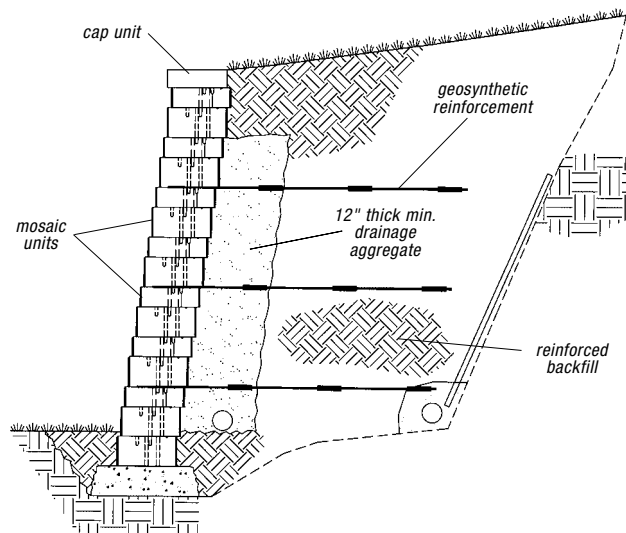 cap unit
geosynthetic
reinforcement
12" thick min.
drainage
aggregate
mosaic
units
reinforced
backfill